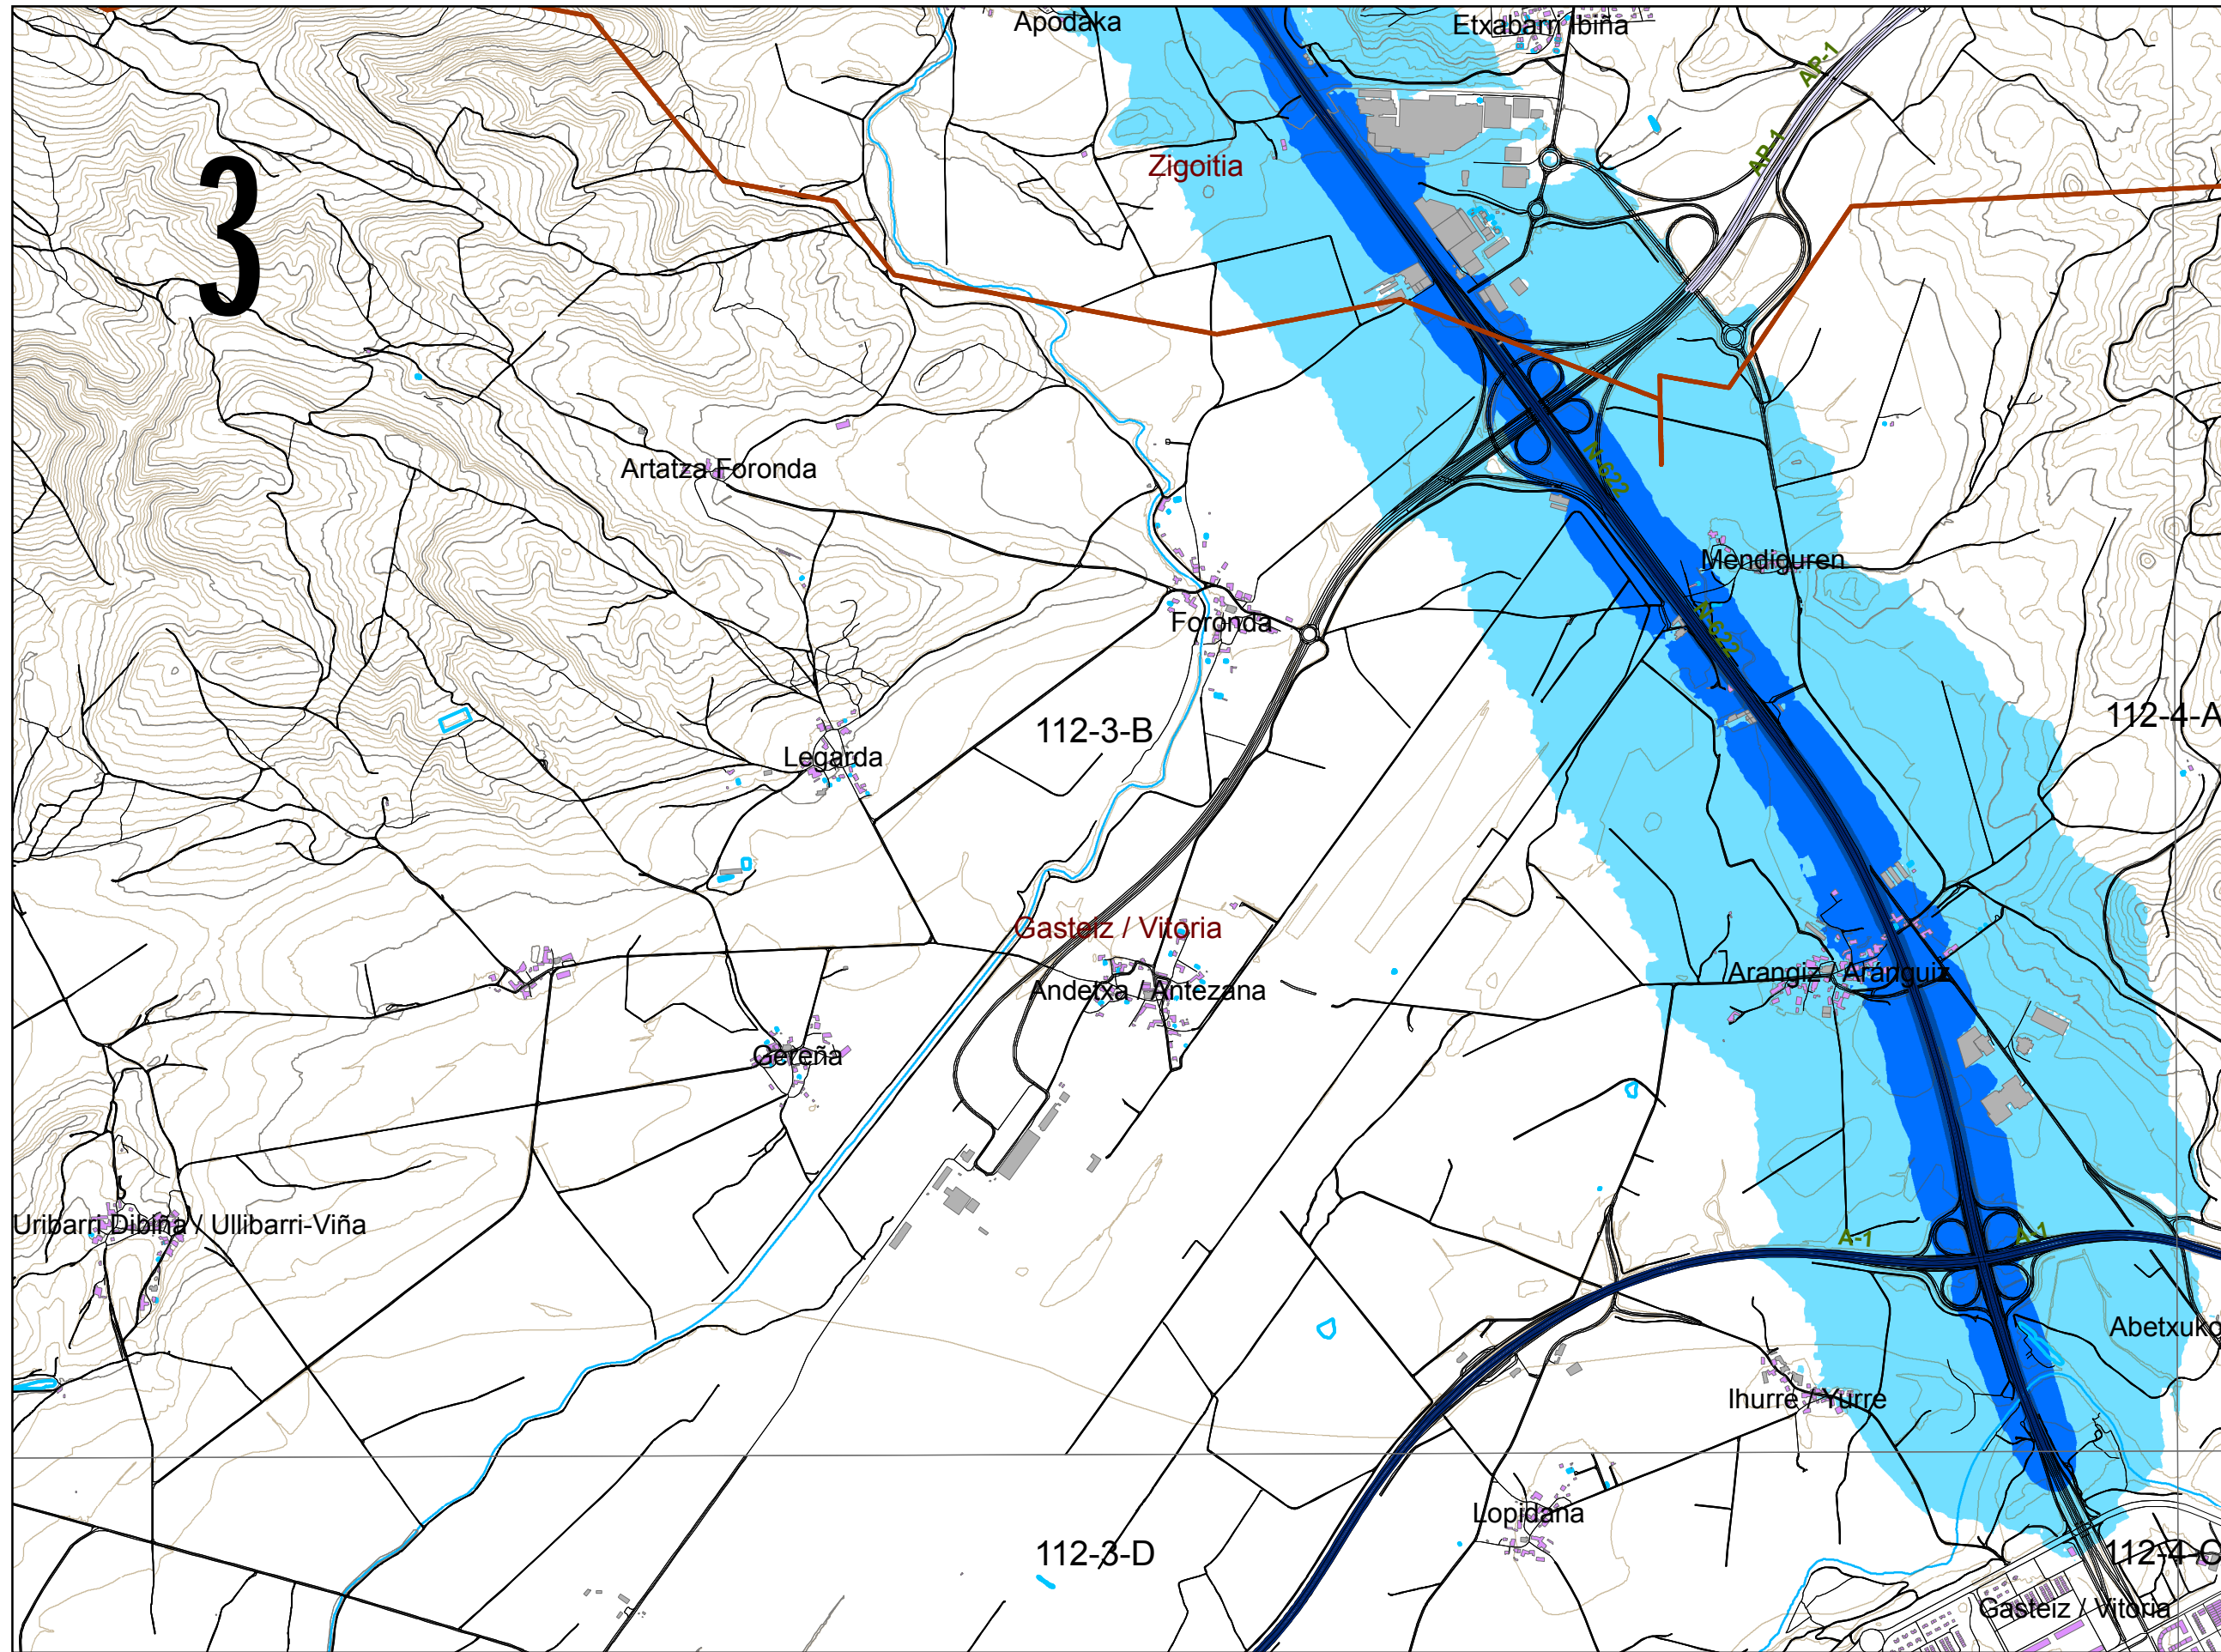 Apodaka
Etxabarri Ibiña
AP-1
AP-1
3
Zigoitia
Artatza Foronda
N-622
Mendiguren
Foronda
N-622
112-3-B
112-4-A
Legarda
Gasteiz / Vitoria
Andetxa / Antezana
Arangiz / Aránguiz
Gereña
Uribarri Dibiña / Ullibarri-Viña
A-1
A-1
Abetxuko
Ihurre / Yurre
Lopidana
112-3-D
112-4-C
Gasteiz / Vitoria